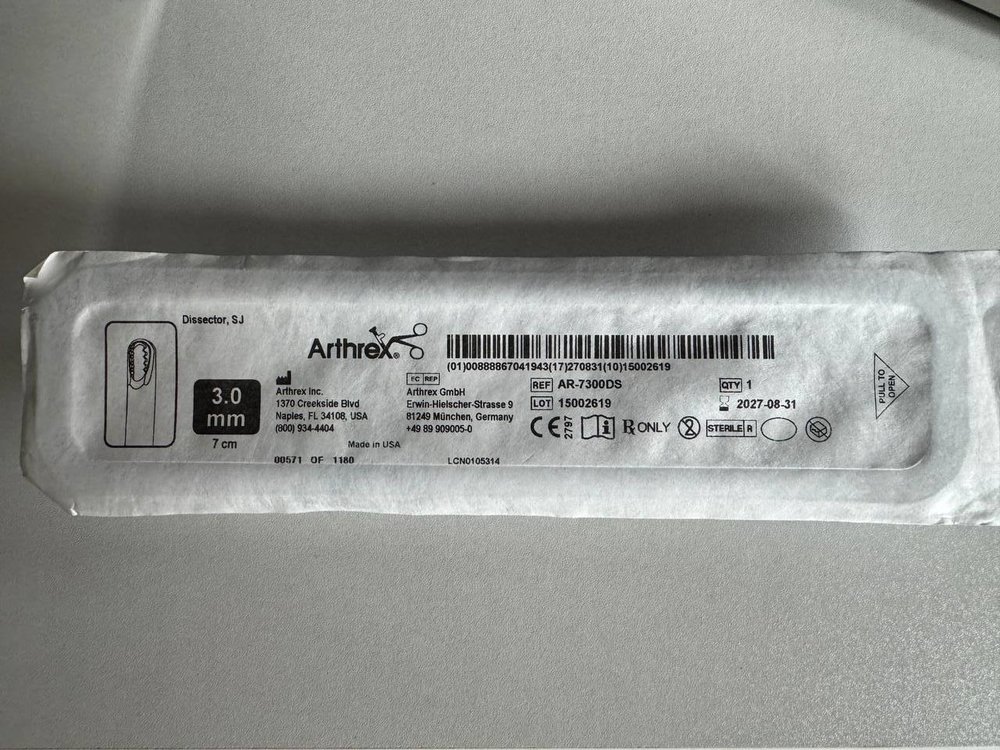 Dissector, SJ
3.0
mm
7 cm
Arthrex®
(01)00888867041943(17)270831(10)15002619
Arthrex Inc.
1370 Creekside Blvd
Naples, FL 34108, USA
(800) 934-4404
EC REP
Arthrex GmbH
Erwin-Hielscher-Strasse 9
81249 München, Germany
+49 89 909005-0
Made in USA
00571 OF 1180
LCN0105314
REF AR-7300DS
LOT 15002619
QTY 1
2027-08-31
CE 2797
i
℞ ONLY
2
STERILE R
PULL TO
OPEN